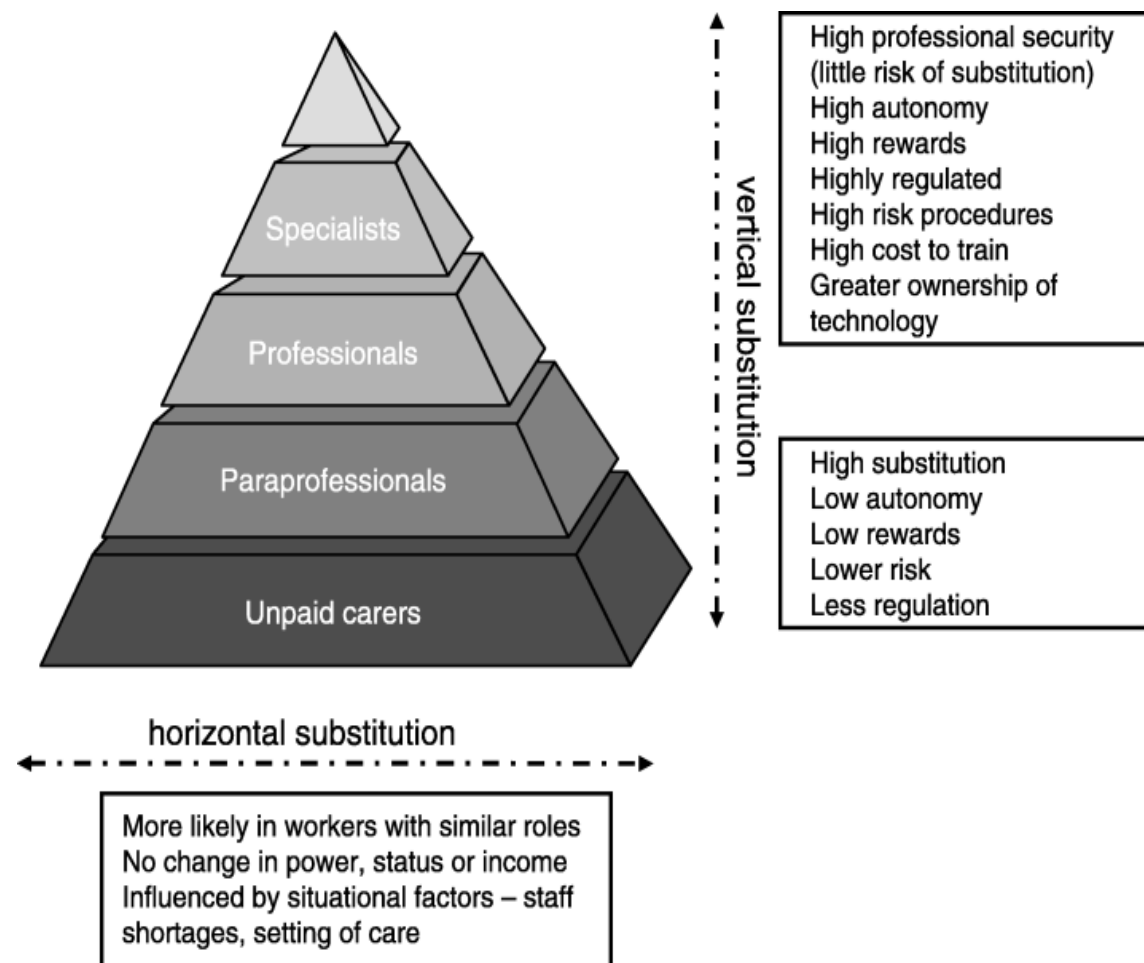 High professional security
(little risk of substitution)
High autonomy
High rewards
Highly regulated
High risk procedures
High cost to train
Greater ownership of
technology
vertical substitution
Specialists
Professionals
Paraprofessionals
Unpaid carers
High substitution
Low autonomy
Low rewards
Lower risk
Less regulation
horizontal substitution
More likely in workers with similar roles
No change in power, status or income
Influenced by situational factors – staff
shortages, setting of care